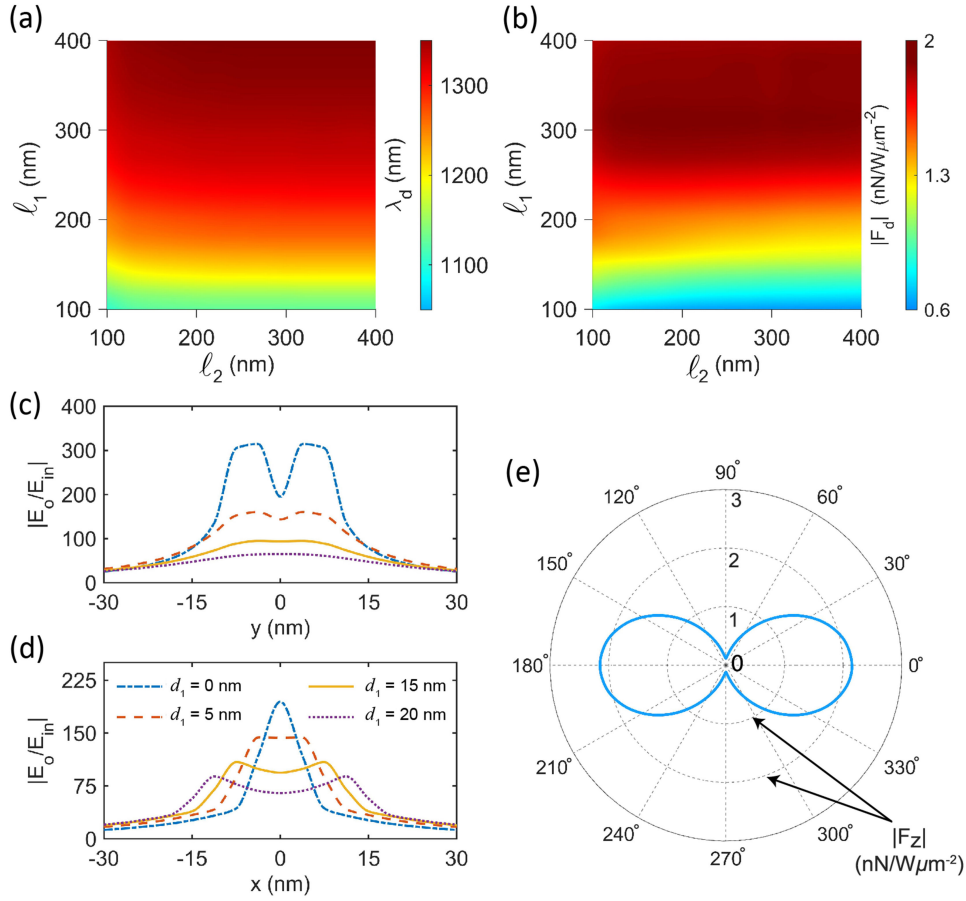 (a)
400
300
200
100
ℓ1 (nm)
100 200 300 400
ℓ2 (nm)
1300
1200
1100
λd
(b)
400
300
200
100
ℓ1 (nm)
100 200 300 400
ℓ2 (nm)
2
1.3
0.6
|Fd| (nN/Wμm-2)
(c)
400
300
200
100
0
|Eo/Ein|
-30 -15 0 15 30
y (nm)
(d)
225
150
75
0
|Eo/Ein|
d1 = 0 nm
d1 = 5 nm
d1 = 15 nm
d1 = 20 nm
-30 -15 0 15 30
x (nm)
(e)
90°
120° 60°
150° 30°
180° 0°
210° 330°
240° 300°
270°
3
2
1
0
|Fz|
(nN/Wμm-2)